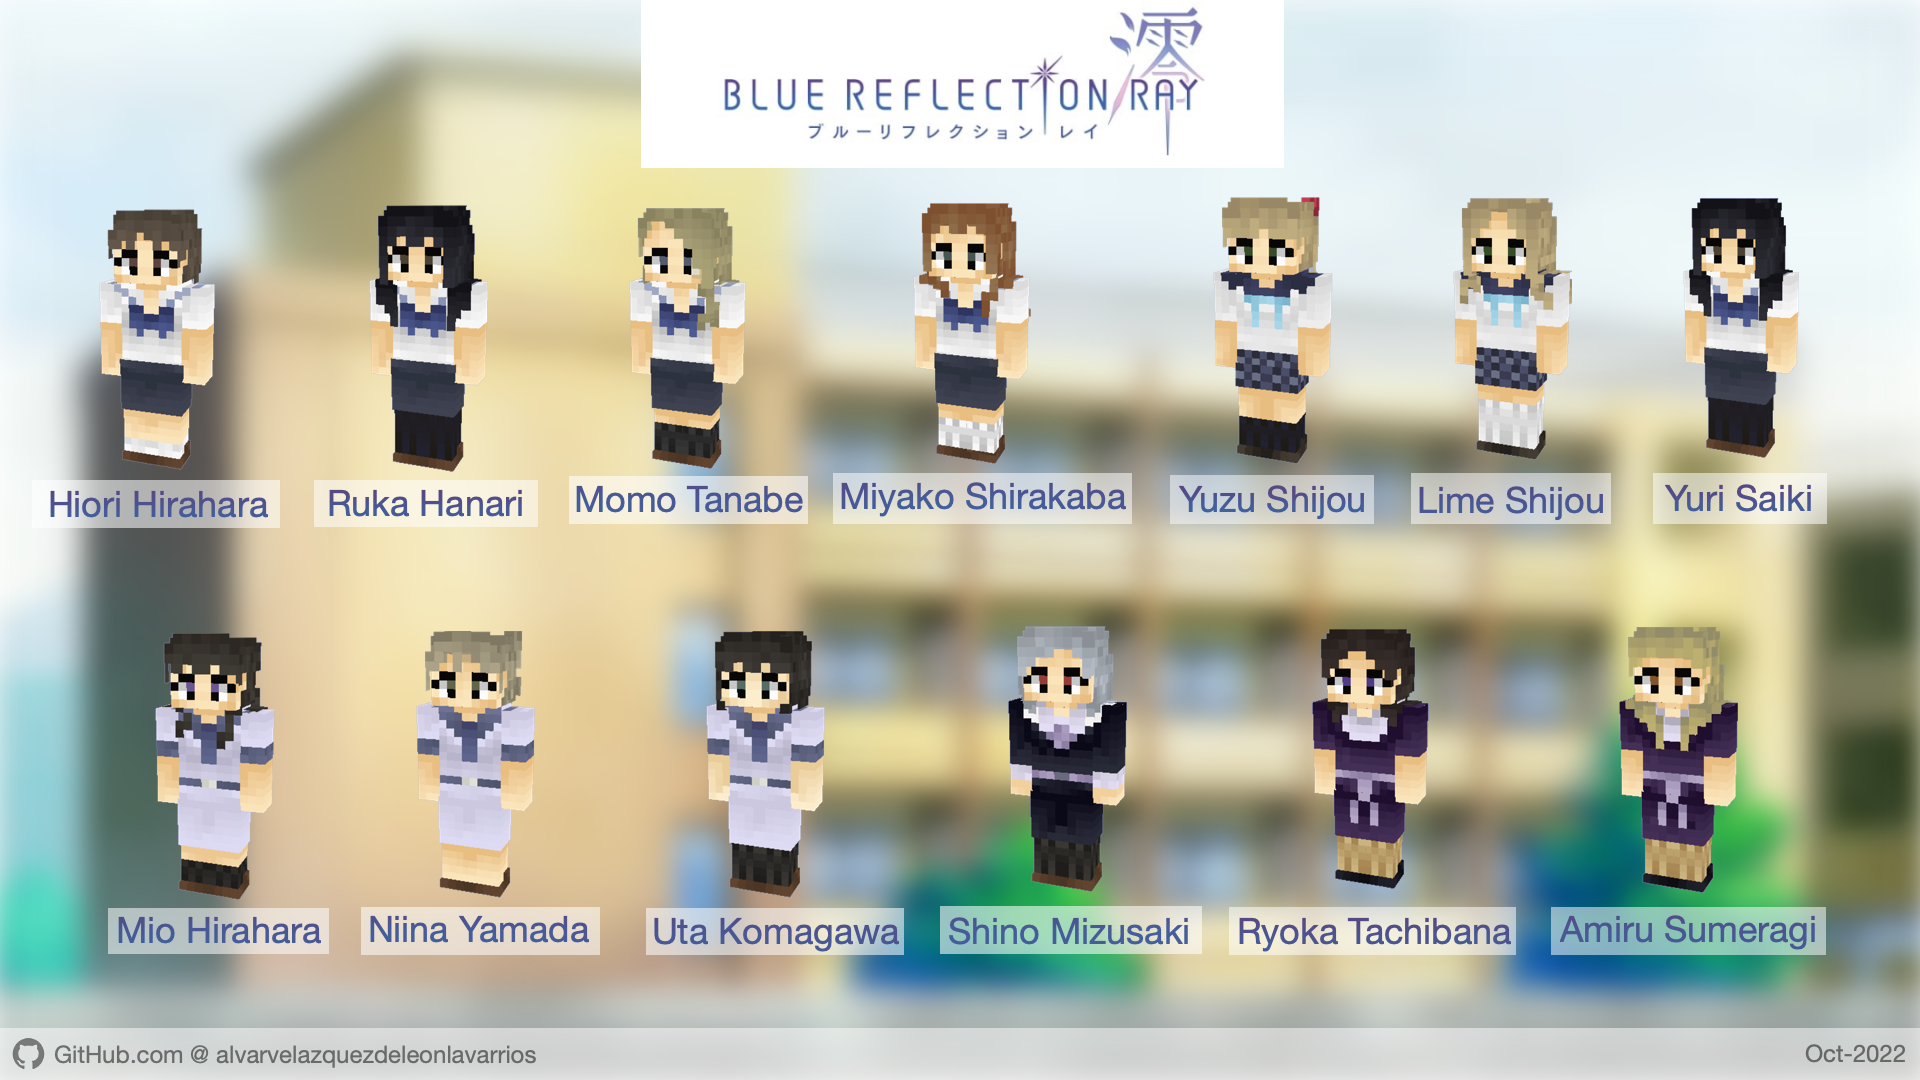 澪
BLUE REFLECTION RAY
ブルーリフレクション レイ
Hiori Hirahara
Ruka Hanari
Momo Tanabe
Miyako Shirakaba
Yuzu Shijou
Lime Shijou
Yuri Saiki
Mio Hirahara
Niina Yamada
Uta Komagawa
Shino Mizusaki
Ryoka Tachibana
Amiru Sumeragi
GitHub.com @ alvarvelazquezdeleonlavarrios
Oct-2022